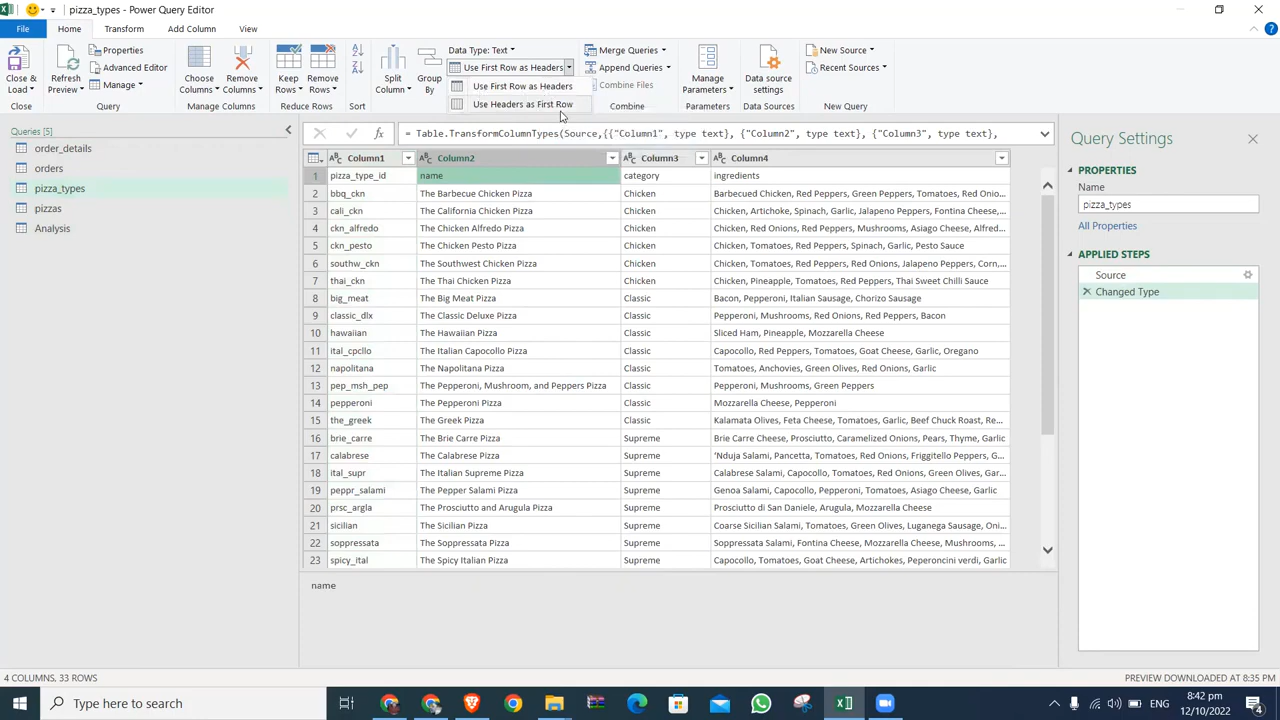 pizza_types - Power Query Editor
File Home Transform Add Column View
Close & Load
Close
Refresh Preview
Properties
Advanced Editor
Manage
Query
Choose Columns
Remove Columns
Manage Columns
Keep Rows
Remove Rows
Reduce Rows
Sort
Split Column
Group By
Data Type: Text
Use First Row as Headers
Use First Row as Headers
Use Headers as First Row
Merge Queries
Append Queries
Combine Files
Combine
Manage Parameters
Parameters
Data source settings
Data Sources
New Source
Recent Sources
New Query
Queries [5]
order_details
orders
pizza_types
pizzas
Analysis
fx = Table.TransformColumnTypes(Source,{{"Column1", type text}, {"Column2", type text}, {"Column3", type text},
Column1 Column2 Column3 Column4
1 pizza_type_id name category ingredients
2 bbq_ckn The Barbecue Chicken Pizza Chicken Barbecued Chicken, Red Peppers, Green Peppers, Tomatoes, Red Onio...
3 cali_ckn The California Chicken Pizza Chicken Chicken, Artichoke, Spinach, Garlic, Jalapeno Peppers, Fontina Cheese,...
4 ckn_alfredo The Chicken Alfredo Pizza Chicken Chicken, Red Onions, Red Peppers, Mushrooms, Asiago Cheese, Alfred...
5 ckn_pesto The Chicken Pesto Pizza Chicken Chicken, Tomatoes, Red Peppers, Spinach, Garlic, Pesto Sauce
6 southw_ckn The Southwest Chicken Pizza Chicken Chicken, Tomatoes, Red Peppers, Red Onions, Jalapeno Peppers, Corn,...
7 thai_ckn The Thai Chicken Pizza Chicken Chicken, Pineapple, Tomatoes, Red Peppers, Thai Sweet Chilli Sauce
8 big_meat The Big Meat Pizza Classic Bacon, Pepperoni, Italian Sausage, Chorizo Sausage
9 classic_dlx The Classic Deluxe Pizza Classic Pepperoni, Mushrooms, Red Onions, Red Peppers, Bacon
10 hawaiian The Hawaiian Pizza Classic Sliced Ham, Pineapple, Mozzarella Cheese
11 ital_cpcllo The Italian Capocollo Pizza Classic Capocollo, Red Peppers, Tomatoes, Goat Cheese, Garlic, Oregano
12 napolitana The Napolitana Pizza Classic Tomatoes, Anchovies, Green Olives, Red Onions, Garlic
13 pep_msh_pep The Pepperoni, Mushroom, and Peppers Pizza Classic Pepperoni, Mushrooms, Green Peppers
14 pepperoni The Pepperoni Pizza Classic Mozzarella Cheese, Pepperoni
15 the_greek The Greek Pizza Classic Kalamata Olives, Feta Cheese, Tomatoes, Garlic, Beef Chuck Roast, Re...
16 brie_carre The Brie Carre Pizza Supreme Brie Carre Cheese, Prosciutto, Caramelized Onions, Pears, Thyme, Garlic
17 calabrese The Calabrese Pizza Supreme 'Nduja Salami, Pancetta, Tomatoes, Red Onions, Friggitello Peppers, G...
18 ital_supr The Italian Supreme Pizza Supreme Calabrese Salami, Capocollo, Tomatoes, Red Onions, Green Olives, Gar...
19 peppr_salami The Pepper Salami Pizza Supreme Genoa Salami, Capocollo, Pepperoni, Tomatoes, Asiago Cheese, Garlic
20 prsc_argla The Prosciutto and Arugula Pizza Supreme Prosciutto di San Daniele, Arugula, Mozzarella Cheese
21 sicilian The Sicilian Pizza Supreme Coarse Sicilian Salami, Tomatoes, Green Olives, Luganega Sausage, Oni...
22 soppressata The Soppressata Pizza Supreme Soppressata Salami, Fontina Cheese, Mozzarella Cheese, Mushrooms, ...
23 spicy_ital The Spicy Italian Pizza Supreme Capocollo, Tomatoes, Goat Cheese, Artichokes, Peperoncini verdi, Garlic
name
Query Settings
PROPERTIES
Name
pizza_types
All Properties
APPLIED STEPS
Source
Changed Type
4 COLUMNS, 33 ROWS
PREVIEW DOWNLOADED AT 8:35 PM
Type here to search
8:42 pm
12/10/2022
4